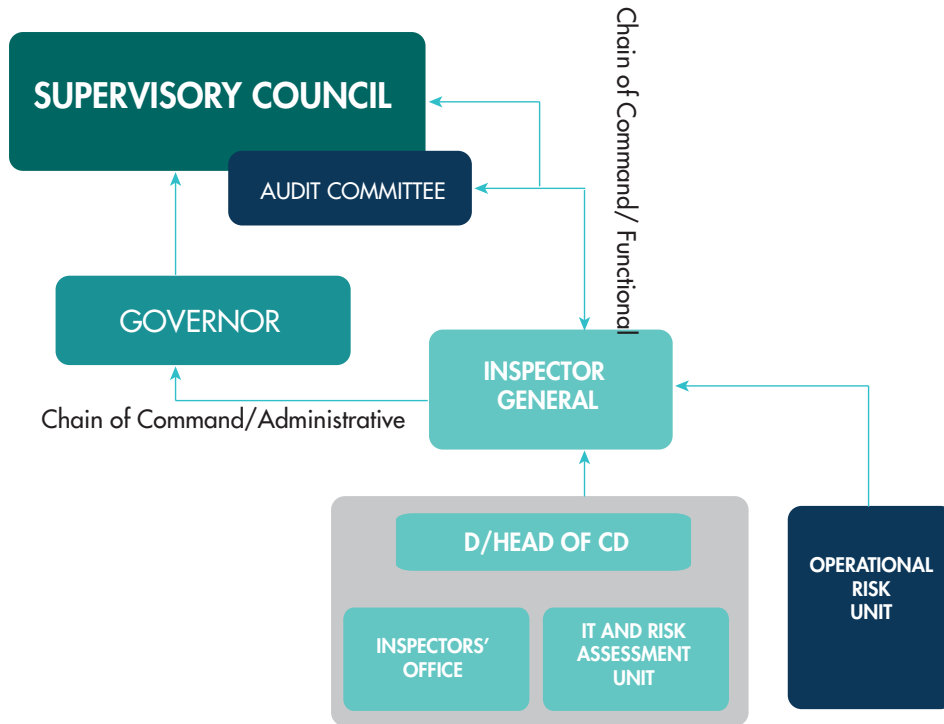 SUPERVISORY COUNCIL
AUDIT COMMITTEE
Chain of Command/ Functional
GOVERNOR
INSPECTOR
GENERAL
Chain of Command/Administrative
D/HEAD OF CD
INSPECTORS’
OFFICE
IT AND RISK
ASSESSMENT
UNIT
OPERATIONAL
RISK
UNIT